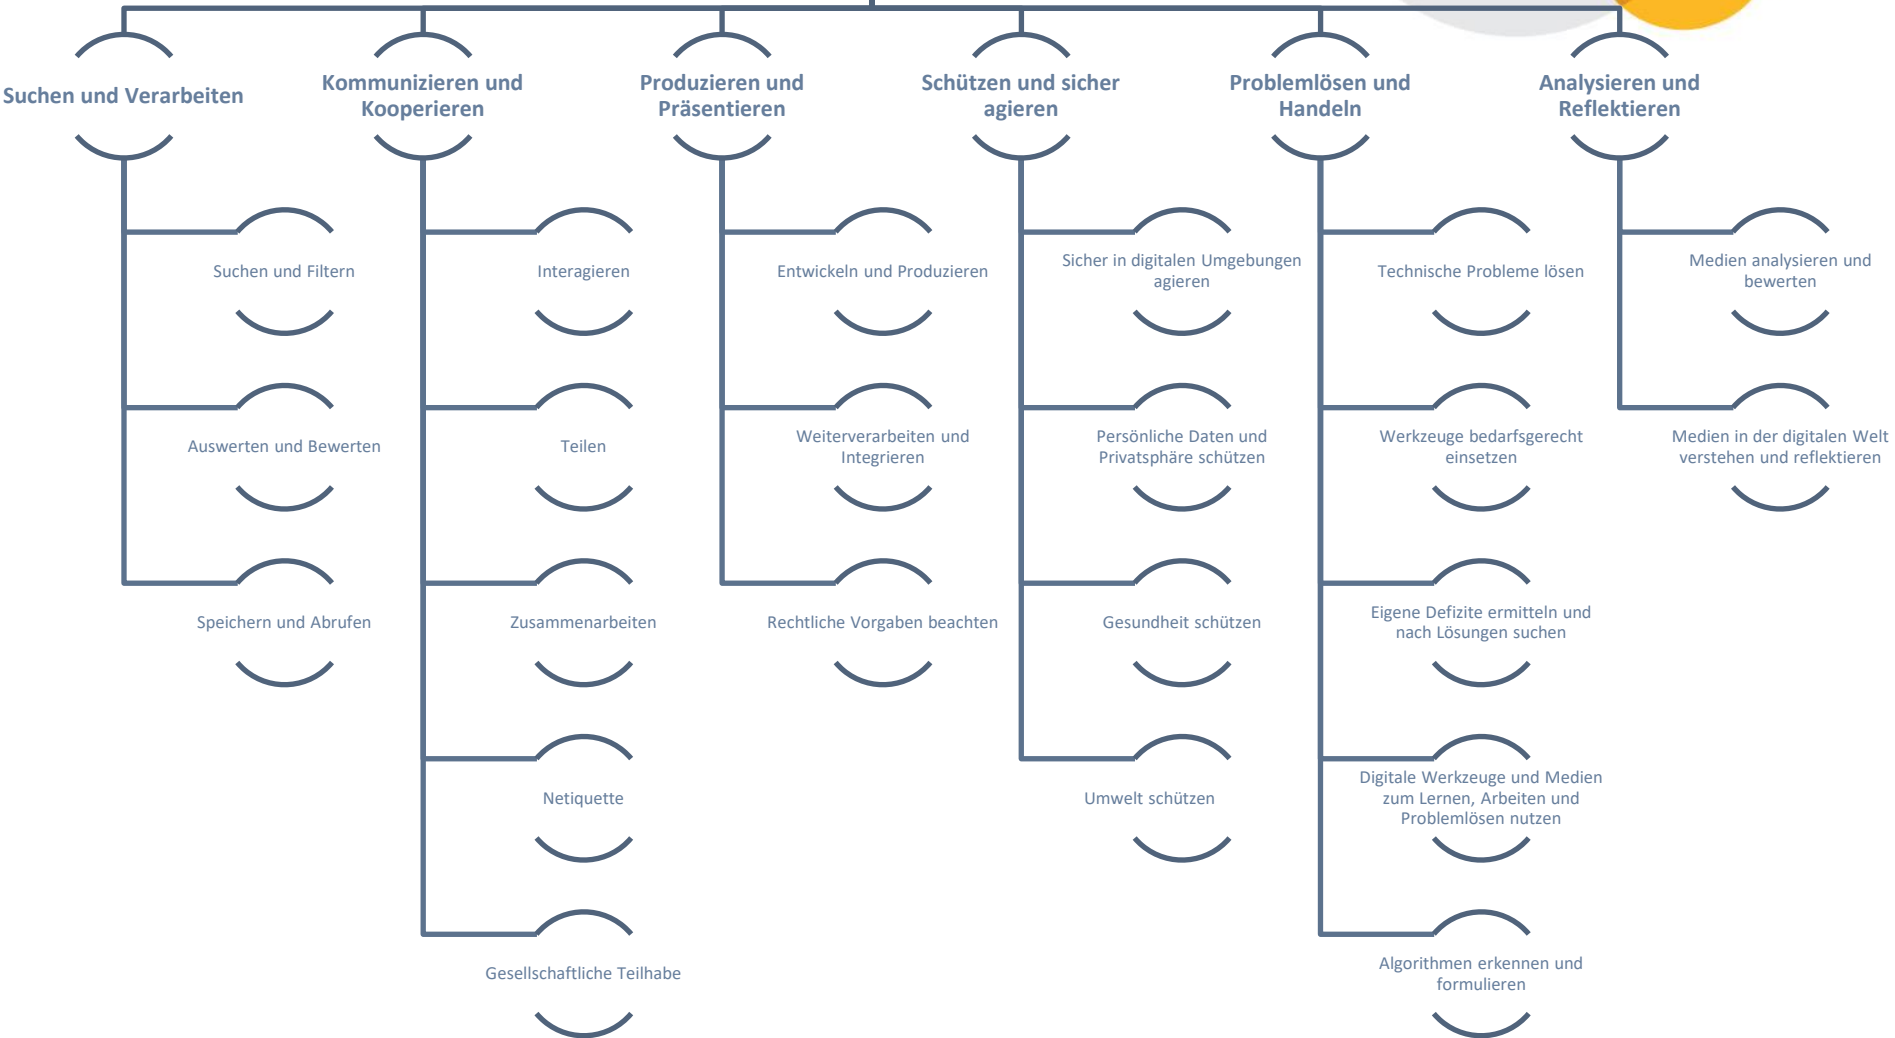 Suchen und Verarbeiten
Suchen und Filtern
Auswerten und Bewerten
Speichern und Abrufen
Kommunizieren und
Kooperieren
Interagieren
Teilen
Zusammenarbeiten
Netiquette
Gesellschaftliche Teilhabe
Produzieren und
Präsentieren
Entwickeln und Produzieren
Weiterverarbeiten und
Integrieren
Rechtliche Vorgaben beachten
Schützen und sicher
agieren
Sicher in digitalen Umgebungen
agieren
Persönliche Daten und
Privatsphäre schützen
Gesundheit schützen
Umwelt schützen
Problemlösen und
Handeln
Technische Probleme lösen
Werkzeuge bedarfsgerecht
einsetzen
Eigene Defizite ermitteln und
nach Lösungen suchen
Digitale Werkzeuge und Medien
zum Lernen, Arbeiten und
Problemlösen nutzen
Algorithmen erkennen und
formulieren
Analysieren und
Reflektieren
Medien analysieren und
bewerten
Medien in der digitalen Welt
verstehen und reflektieren